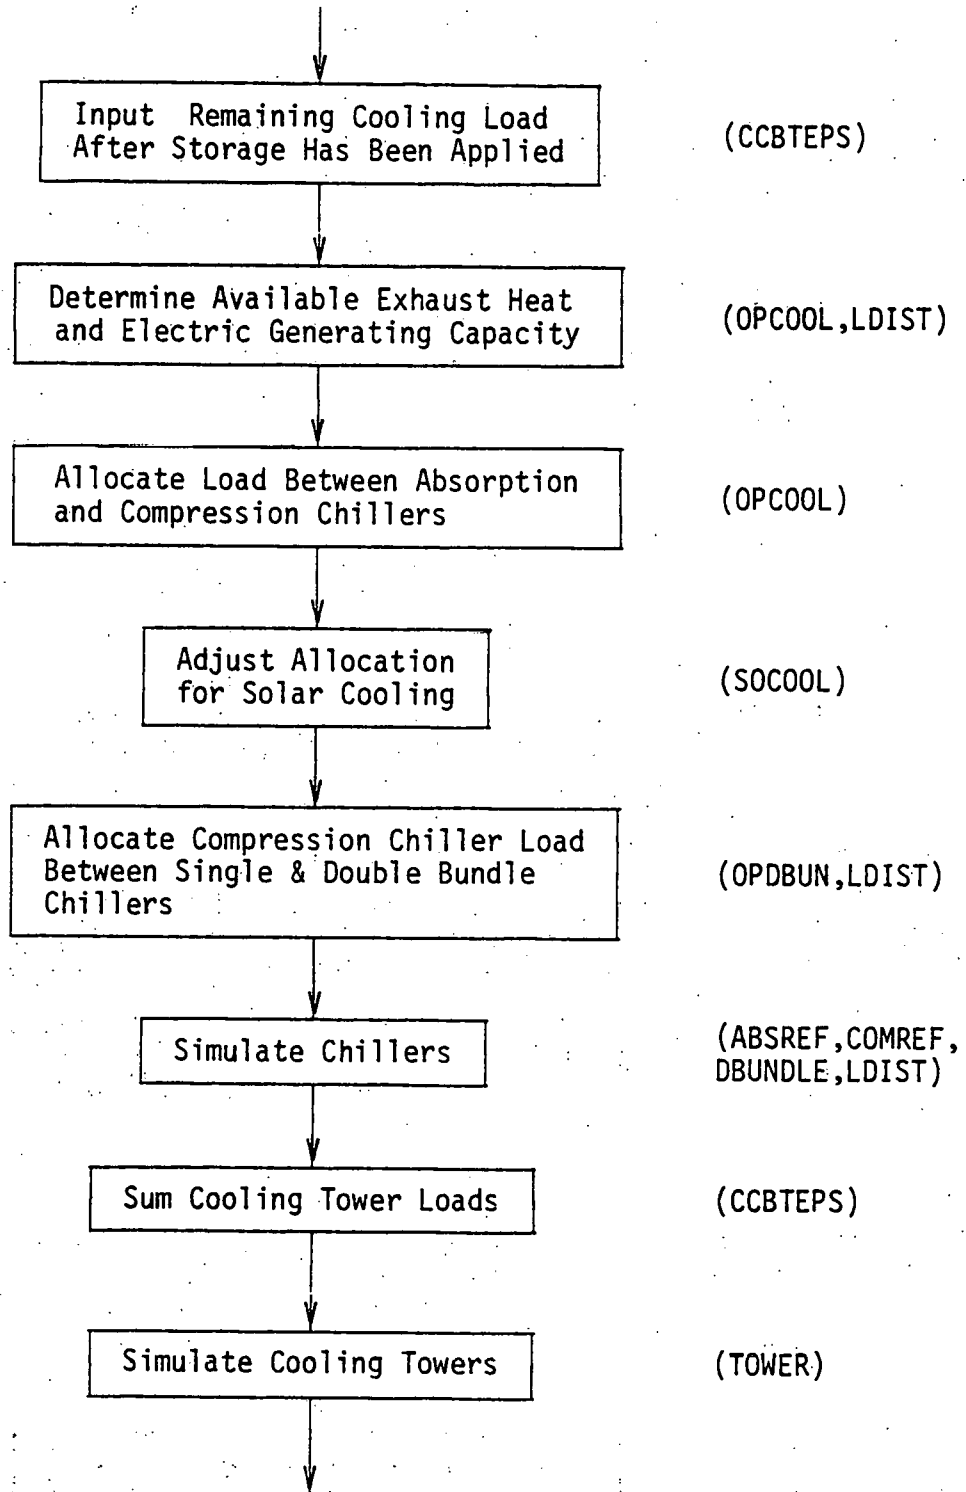 Input Remaining Cooling Load
After Storage Has Been Applied
(CCBTEPS)
Determine Available Exhaust Heat
and Electric Generating Capacity
(OPCOOL,LDIST)
Allocate Load Between Absorption
and Compression Chillers
(OPCOOL)
Adjust Allocation
for Solar Cooling
(SOCOOL)
Allocate Compression Chiller Load
Between Single & Double Bundle
Chillers
(OPDBUN,LDIST)
Simulate Chillers
(ABSREF,COMREF,
DBUNDLE,LDIST)
Sum Cooling Tower Loads
(CCBTEPS)
Simulate Cooling Towers
(TOWER)